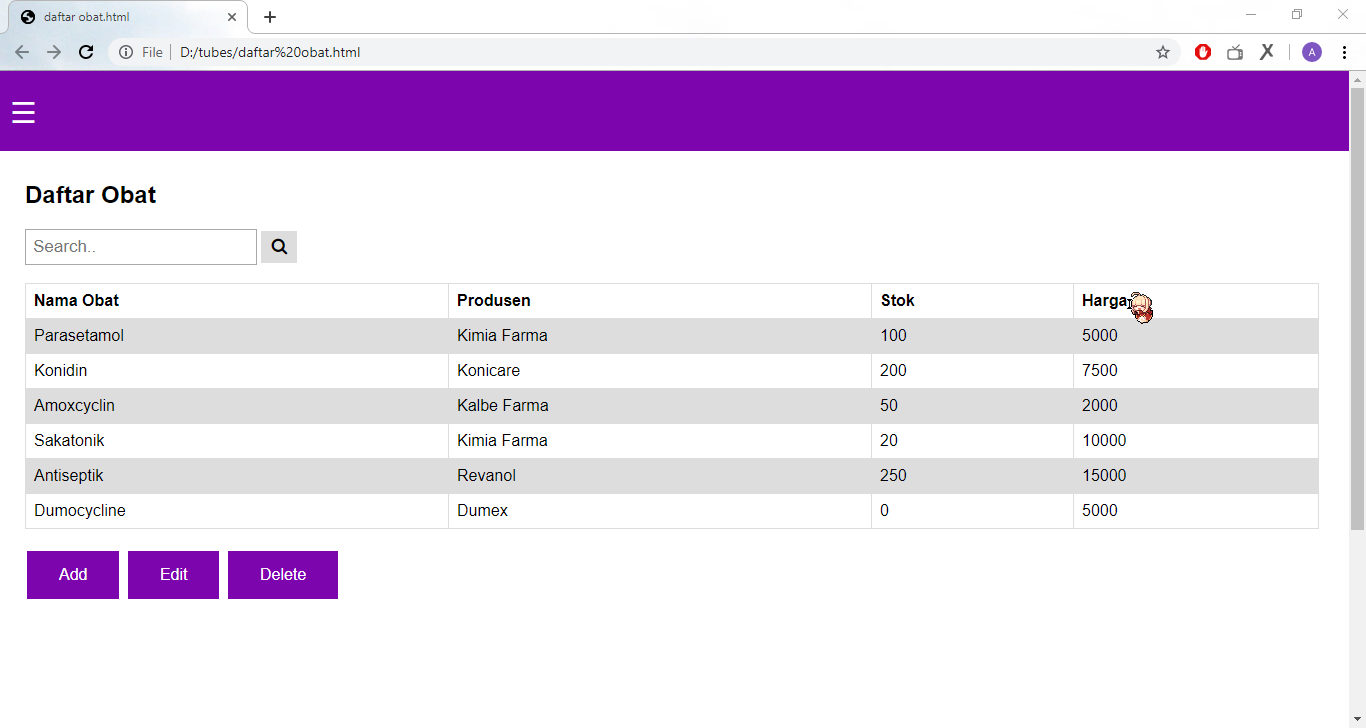 daftar obat.html
File D:/tubes/daftar%20obat.html
A
Daftar Obat
Search..
Nama Obat Produsen Stok Harga
Parasetamol Kimia Farma 100 5000
Konidin Konicare 200 7500
Amoxcyclin Kalbe Farma 50 2000
Sakatonik Kimia Farma 20 10000
Antiseptik Revanol 250 15000
Dumocycline Dumex 0 5000
Add Edit Delete